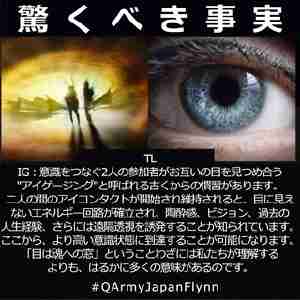 驚くべき事実
TL
IG：意識をつなぐ2人の参加者がお互いの目を見つめ合う
"アイゲージング"と呼ばれる古くからの慣習があります。
二人の間のアイコンタクトが開始され維持されると、目に見え
ないエネルギー回路が確立され、陶酔感、ビジョン、過去の
人生経験、さらには遠隔透視を誘発することが知られています。
ここから、より高い意識状態に到達することが可能になります。
「目は魂への窓」ということわざには私たちが理解する
よりも、はるかに多くの意味があるのです。
#QArmyJapanFlynn